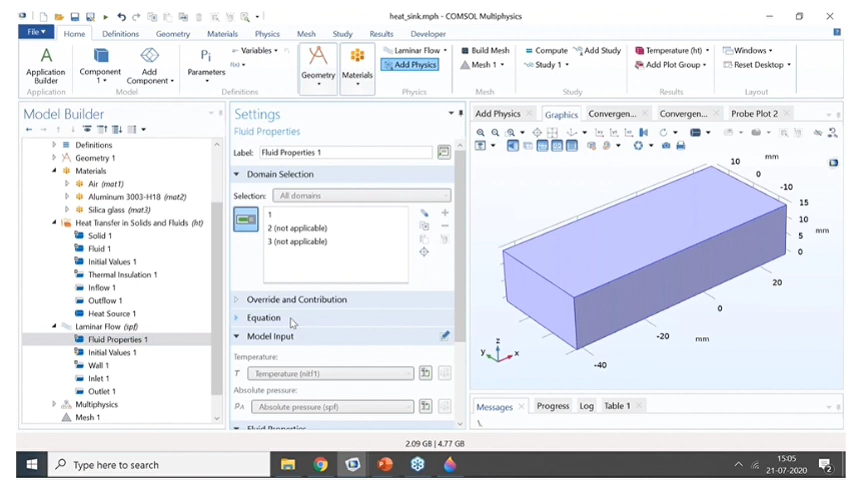 heat_sink.mph - COMSOL Multiphysics
File Home Definitions Geometry Materials Physics Mesh Study Results Developer
Application Builder
Component 1
Add Component
Pi
Parameters
Variables
f(x)
Geometry
Materials
Laminar Flow
Add Physics
Build Mesh
Mesh 1
Compute Add Study
Study 1
Temperature (ht)
Add Plot Group
Windows
Reset Desktop
Application Model Definitions Physics Mesh Study Results Layout
Model Builder
Definitions
Geometry 1
Materials
Air (mat1)
Aluminum 3003-H18 (mat2)
Silica glass (mat3)
Heat Transfer in Solids and Fluids (ht)
Solid 1
Fluid 1
Initial Values 1
Thermal Insulation 1
Inflow 1
Outflow 1
Heat Source 1
Laminar Flow (spf)
Fluid Properties 1
Initial Values 1
Wall 1
Inlet 1
Outlet 1
Multiphysics
Mesh 1
Settings
Fluid Properties
Label: Fluid Properties 1
Domain Selection
Selection: All domains
1
2 (not applicable)
3 (not applicable)
Override and Contribution
Equation
Model Input
Temperature:
T Temperature (nitf1)
Absolute pressure:
pA Absolute pressure (spf)
Fluid Properties
Add Physics Graphics Convergen... Convergen... Probe Plot 2
10 mm
0
-10
15
10
5
0
mm
20
0
-20 mm
-40
z
y x
Messages Progress Log Table 1
2.09 GB | 4.77 GB
Type here to search
15:05
21-07-2020
2